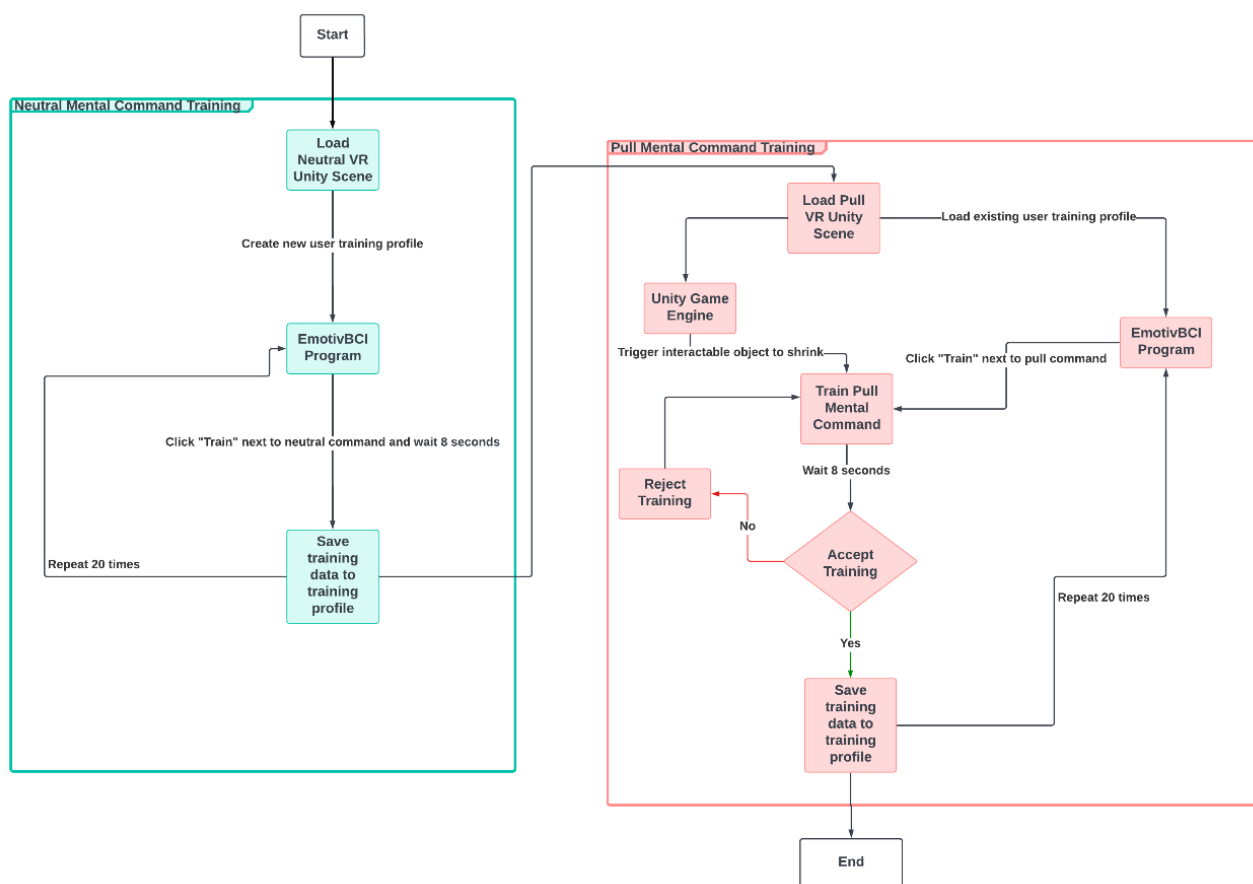 Start
Neutral Mental Command Training
Load
Neutral VR
Unity Scene
Create new user training profile
EmotivBCI
Program
Click "Train" next to neutral command and wait 8 seconds
Save
training
data to
training
profile
Repeat 20 times
Pull Mental Command Training
Load Pull
VR Unity
Scene
Load existing user training profile
Unity Game
Engine
EmotivBCI
Program
Trigger interactable object to shrink
Click "Train" next to pull command
Train Pull
Mental
Command
Wait 8 seconds
Reject
Training
No
Accept
Training
Yes
Repeat 20 times
Save
training
data to
training
profile
End